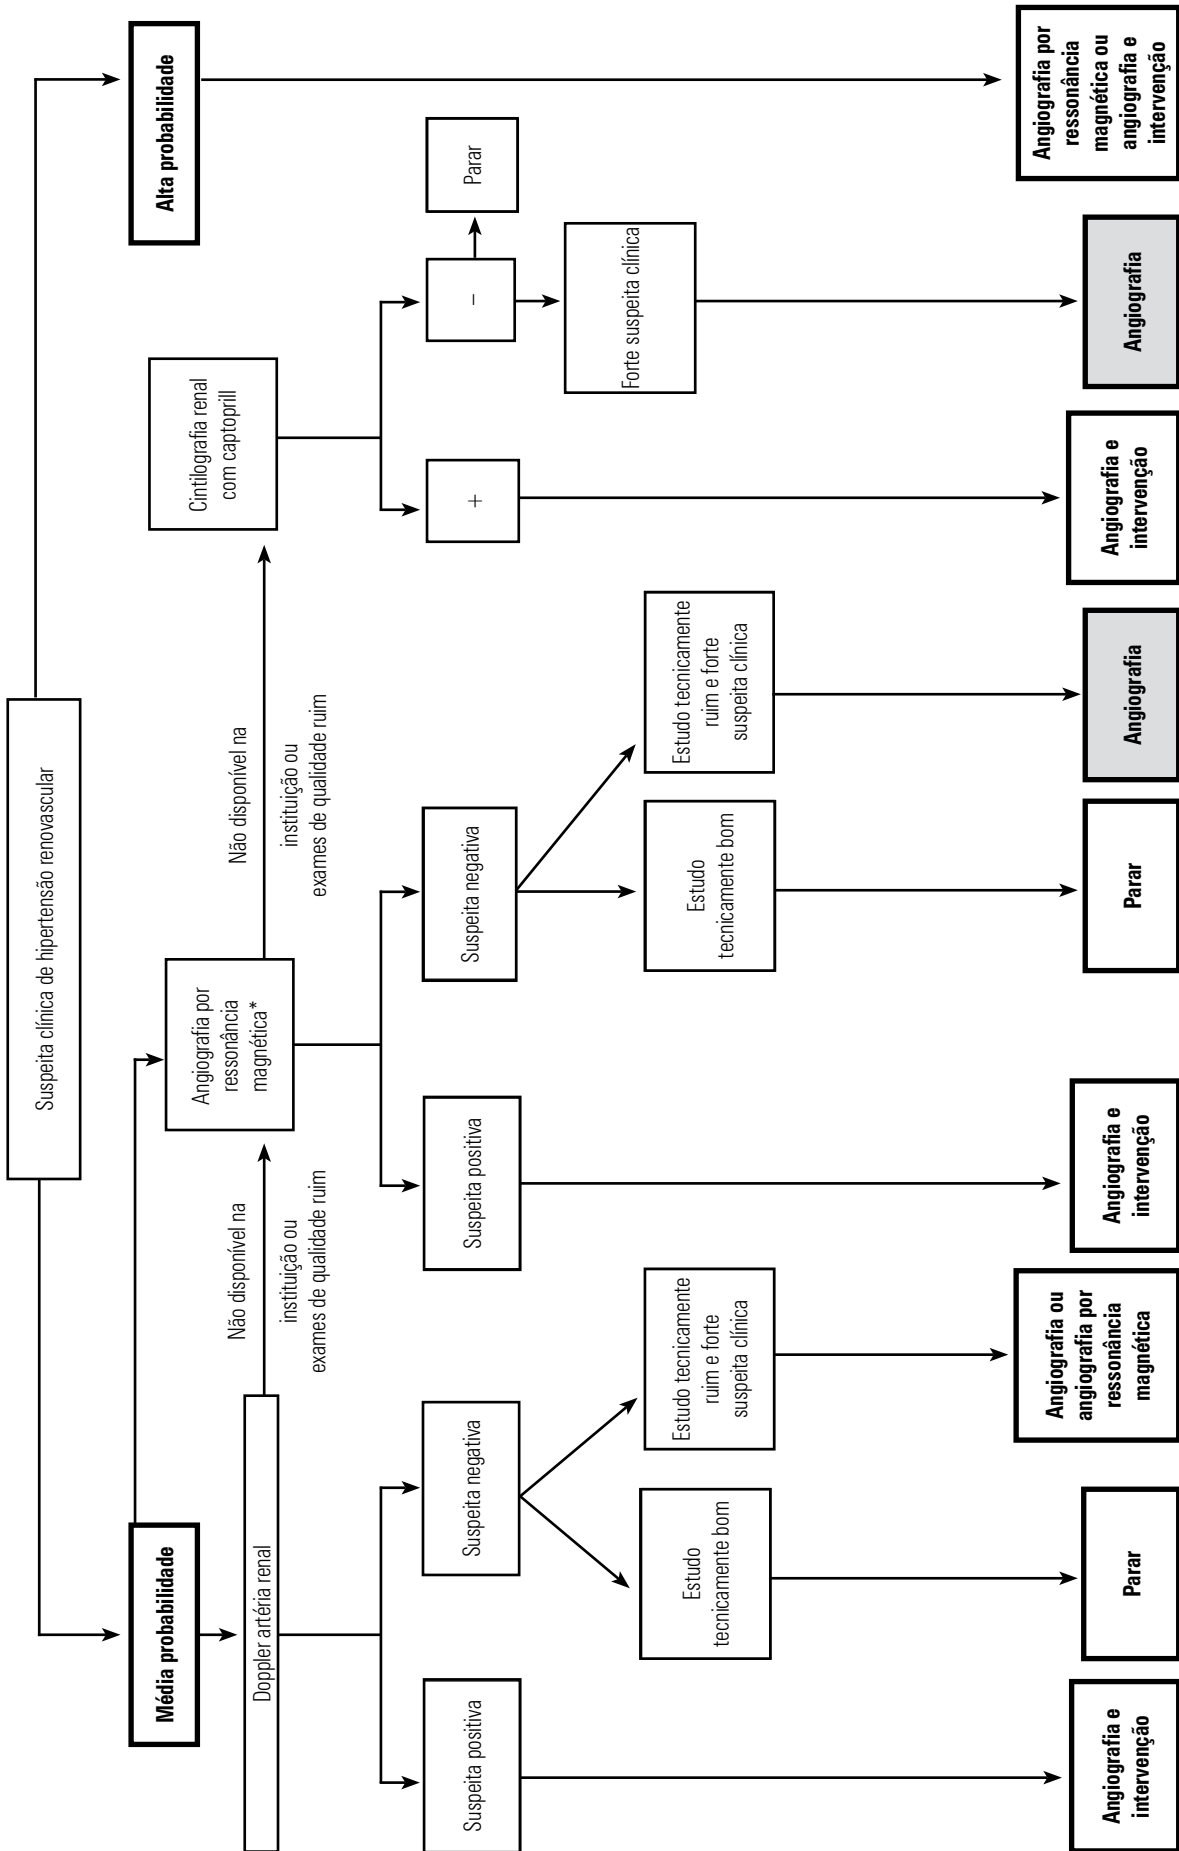 Suspeita clínica de hipertensão renovascular
Média probabilidade
Alta probabilidade
Doppler artéria renal
Não disponível na
instituição ou
exames de qualidade ruim
Angiografia por
ressonância
magnética*
Não disponível na
instituição ou
exames de qualidade ruim
Cintilografia renal
com captoprill
Suspeita positiva
Suspeita negativa
Suspeita positiva
Suspeita negativa
+
–
Parar
Estudo
tecnicamente bom
Estudo tecnicamente
ruim e forte
suspeita clínica
Estudo
tecnicamente bom
Estudo tecnicamente
ruim e forte
suspeita clínica
Forte suspeita clínica
Angiografia e
intervenção
Parar
Angiografia ou
angiografia por
ressonância
magnética
Angiografia e
intervenção
Parar
Angiografia
Angiografia e
intervenção
Angiografia
Angiografia por
ressonância
magnética ou
angiografia e
intervenção